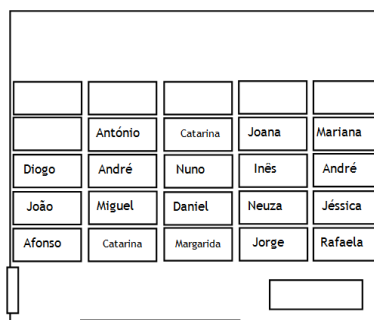 António Catarina Joana Mariana
Diogo André Nuno Inês André
João Miguel Daniel Neuza Jéssica
Afonso Catarina Margarida Jorge Rafaela